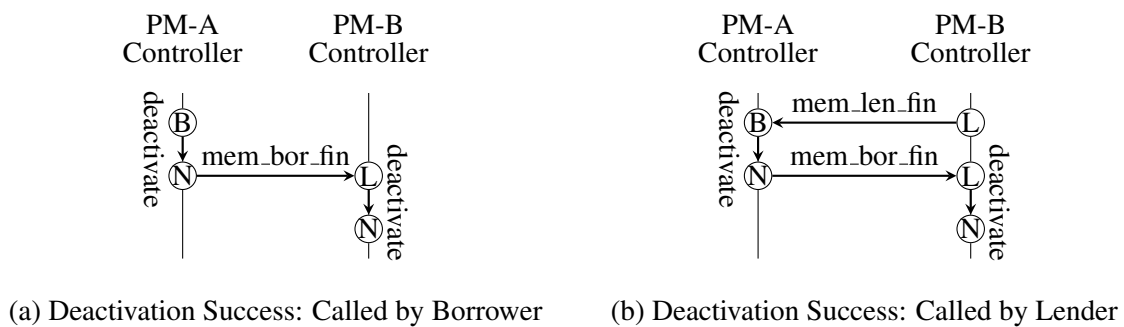 PM-A
Controller
PM-B
Controller
deactivate
B
N
mem_bor_fin
L
N
deactivate
(a) Deactivation Success: Called by Borrower
PM-A
Controller
PM-B
Controller
deactivate
mem_len_fin
B
L
N
mem_bor_fin
L
N
deactivate
(b) Deactivation Success: Called by Lender